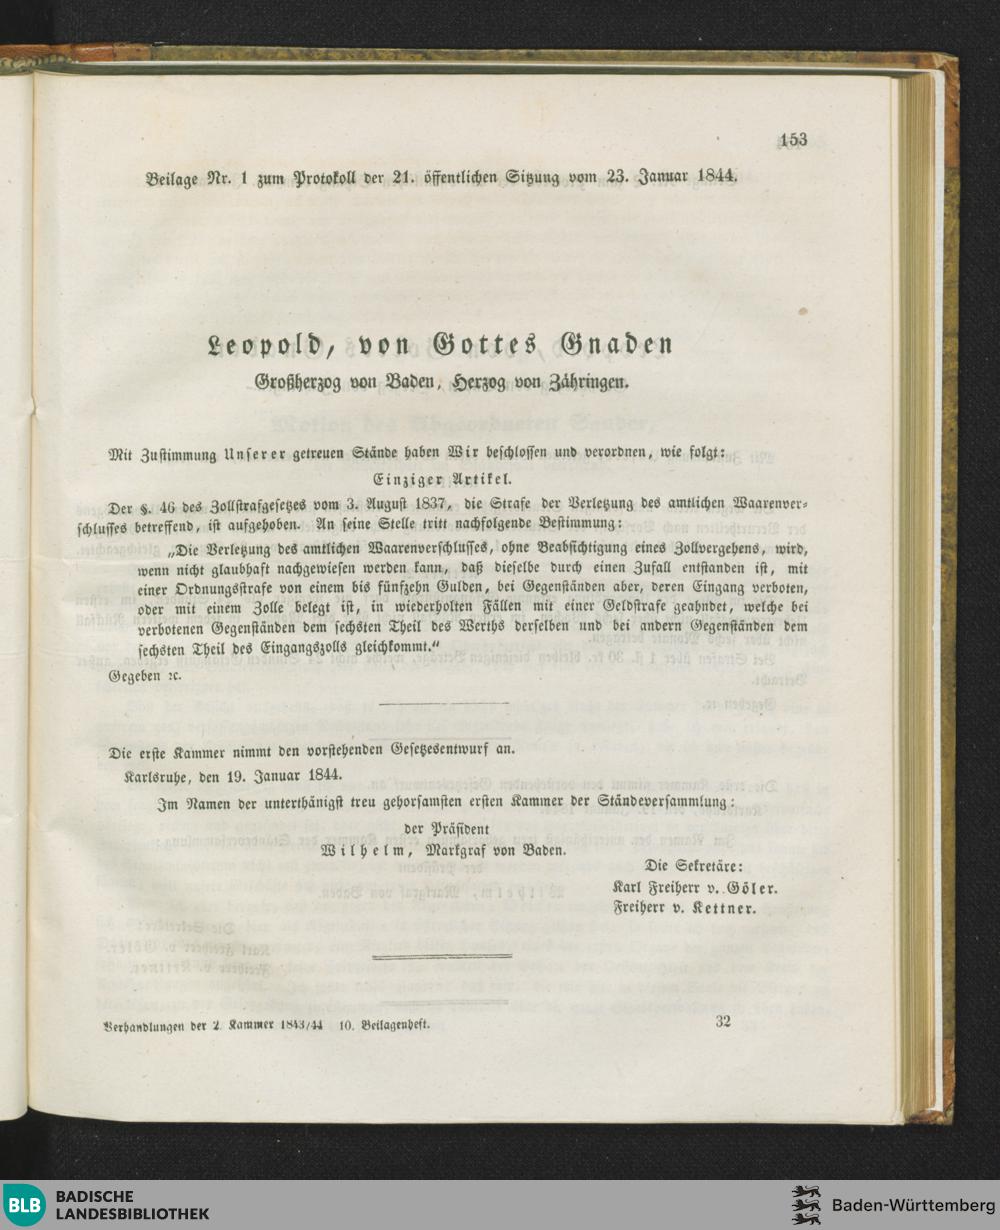 153
Beilage Nr. 1 zum Protokoll der 21. öffentlichen Sitzung vom 23. Januar 1844.
Leopold, von Gottes Gnaden
Großherzog von Baden, Herzog von Zähringen.
Mit Zustimmung Unserer getreuen Stände haben Wir beschlossen und verordnen, wie folgt:
Einziger Artikel.
Der §. 46 des Zollstrafgesetzes vom 3. August 1837, die Strafe der Verletzung des amtlichen Waarenver-
schlusses betreffend, ist aufgehoben. An seine Stelle tritt nachfolgende Bestimmung:
„Die Verletzung des amtlichen Waarenverschlusses, ohne Beabsichtigung eines Zollvergehens, wird,
wenn nicht glaubhaft nachgewiesen werden kann, daß dieselbe durch einen Zufall entstanden ist, mit
einer Ordnungsstrafe von einem bis fünfzehn Gulden, bei Gegenständen aber, deren Eingang verboten,
oder mit einem Zolle belegt ist, in wiederholten Fällen mit einer Geldstrafe geahndet, welche bei
verbotenen Gegenständen dem sechsten Theil des Werths derselben und bei andern Gegenständen dem
sechsten Theil des Eingangszolls gleichkommt.“
Gegeben ꝛc.
Die erste Kammer nimmt den vorstehenden Gesetzesentwurf an.
Karlsruhe, den 19. Januar 1844.
Im Namen der unterthänigst treu gehorsamsten ersten Kammer der Ständeversammlung:
der Präsident
Wilhelm, Markgraf von Baden.
Die Sekretäre:
Karl Freiherr v. Göler.
Freiherr v. Kettner.
Verhandlungen der 2. Kammer 1843/44 10. Beilagenheft.
32
BLB
BADISCHE
LANDESBIBLIOTHEK
Baden-Württemberg